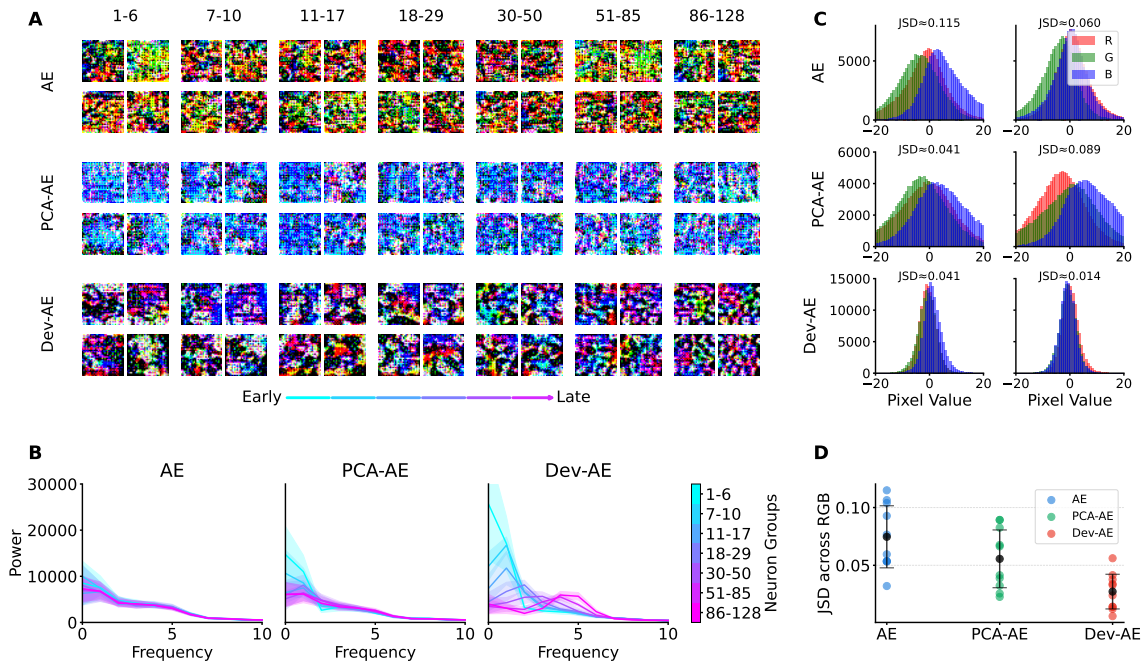 A
1-6 7-10 11-17 18-29 30-50 51-85 86-128
AE
PCA-AE
Dev-AE
Early Late
C
JSD≈0.115 JSD≈0.060
R
G
B
AE
5000
0
−20 0 20 −20 0 20
JSD≈0.041 JSD≈0.089
PCA-AE
6000
4000
2000
0
−20 0 20 −20 0 20
JSD≈0.041 JSD≈0.014
Dev-AE
15000
10000
5000
0
−20 0 20 −20 0 20
Pixel Value Pixel Value
B
AE PCA-AE Dev-AE
Power
30000
20000
10000
0
0 5 10 0 5 10 0 5 10
Frequency Frequency Frequency
1-6
7-10
11-17
18-29
30-50
51-85
86-128
Neuron Groups
D
JSD across RGB
0.10
0.05
AE
PCA-AE
Dev-AE
AE PCA-AE Dev-AE